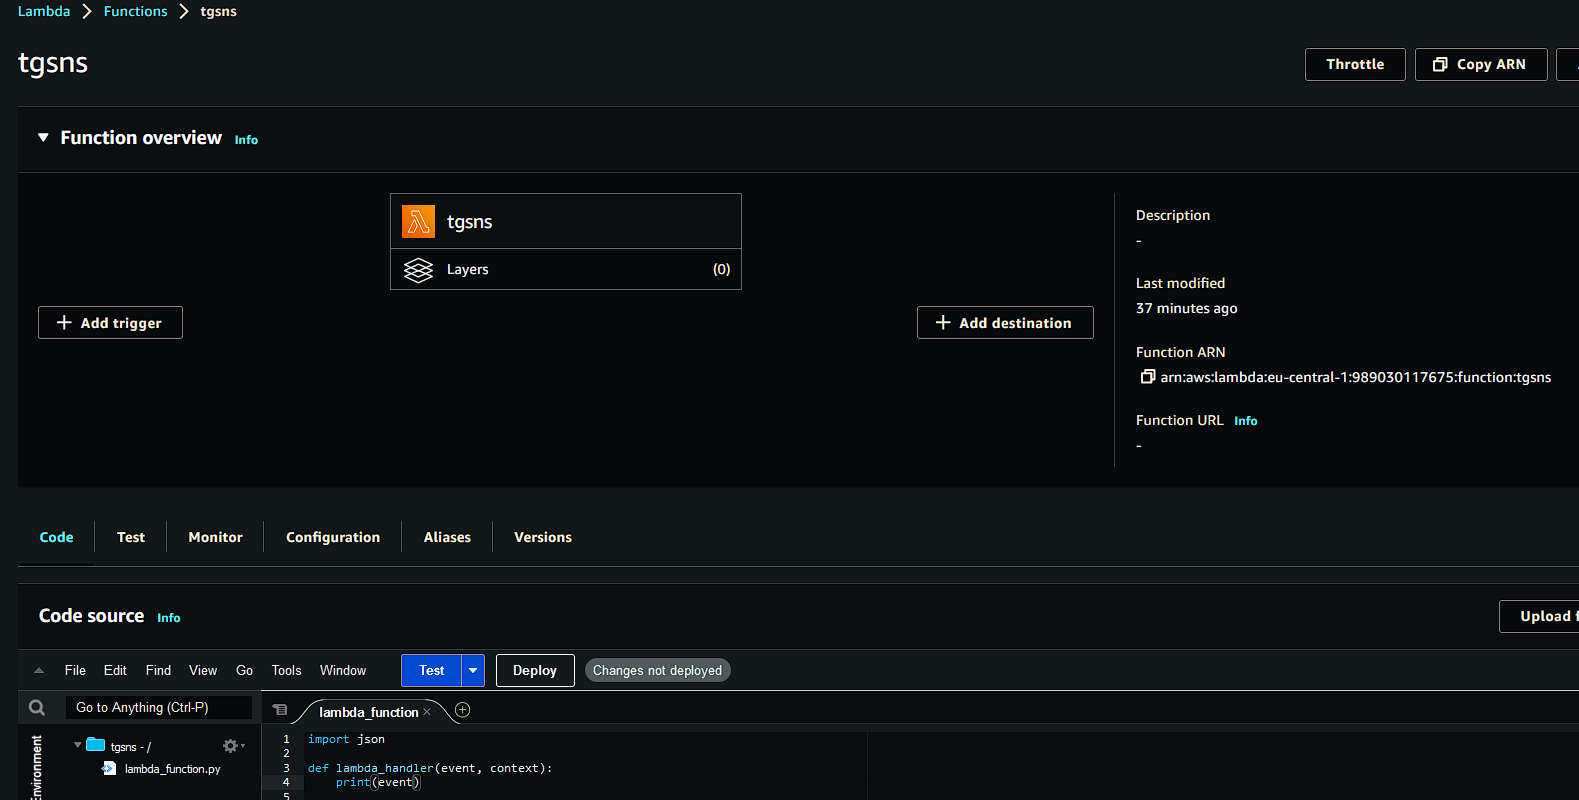 Lambda > Functions > tgsns
tgsns
Throttle
Copy ARN
Function overview Info
tgsns
Layers (0)
+ Add trigger
+ Add destination
Description
-
Last modified
37 minutes ago
Function ARN
arn:aws:lambda:eu-central-1:989030117675:function:tgsns
Function URL Info
-
Code Test Monitor Configuration Aliases Versions
Code source Info
Upload f
File Edit Find View Go Tools Window Test Deploy Changes not deployed
Go to Anything (Ctrl-P)
lambda_function ×
Environment
tgsns - /
lambda_function.py
1 import json
2
3 def lambda_handler(event, context):
4     print(event)
5